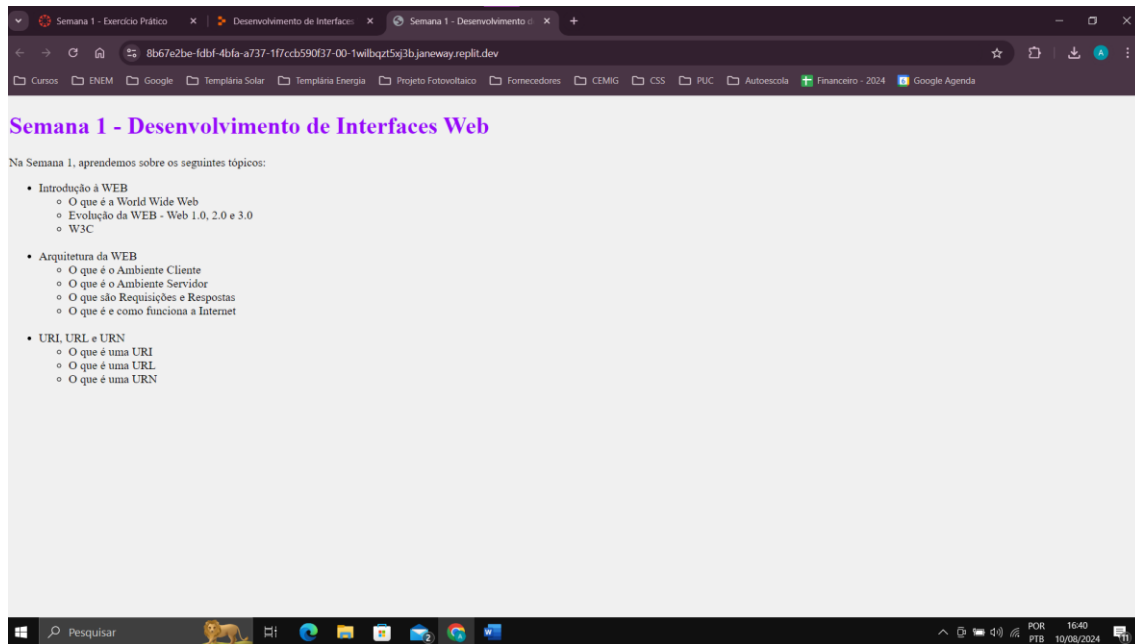 Semana 1 - Exercício Prático
Desenvolvimento de Interfaces
Semana 1 - Desenvolvimento d
8b67e2be-fdbf-4bfa-a737-1f7ccb590f37-00-1wilbqzt5xj3b.janeway.replit.dev
Cursos ENEM Google Templária Solar Templária Energia Projeto Fotovoltaico Fornecedores CEMIG CSS PUC Autoescola Financeiro - 2024 Google Agenda
Semana 1 - Desenvolvimento de Interfaces Web
Na Semana 1, aprendemos sobre os seguintes tópicos:
Introdução à WEB
O que é a World Wide Web
Evolução da WEB - Web 1.0, 2.0 e 3.0
W3C
Arquitetura da WEB
O que é o Ambiente Cliente
O que é o Ambiente Servidor
O que são Requisições e Respostas
O que é e como funciona a Internet
URI, URL e URN
O que é uma URI
O que é uma URL
O que é uma URN
Pesquisar
POR 16:40
PTB 10/08/2024